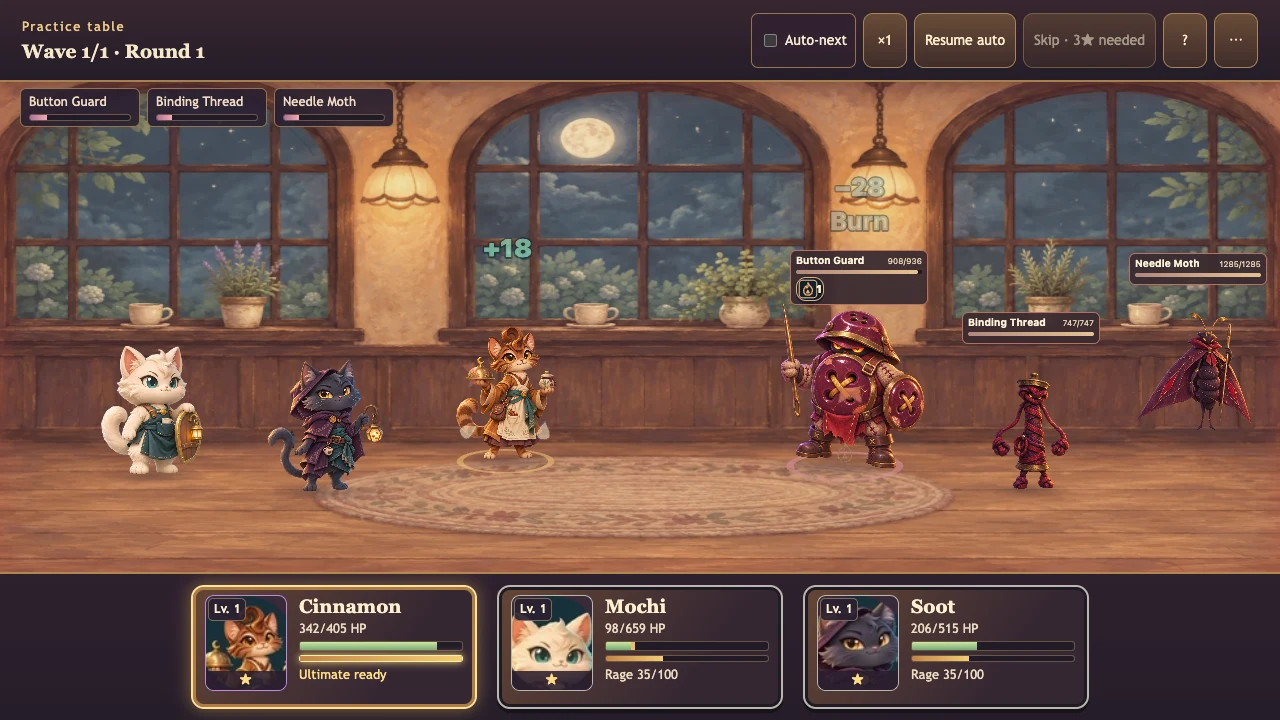 Practice table
Wave 1/1 · Round 1
Auto-next
×1
Resume auto
Skip · 3★ needed
?
...
Button Guard
Binding Thread
Needle Moth
-28
Burn
+18
Button Guard 908/936
1
Needle Moth 1285/1285
Binding Thread 747/747
Lv. 1
Cinnamon
342/405 HP
Ultimate ready
Lv. 1
Mochi
98/659 HP
Rage 35/100
Lv. 1
Soot
206/515 HP
Rage 35/100